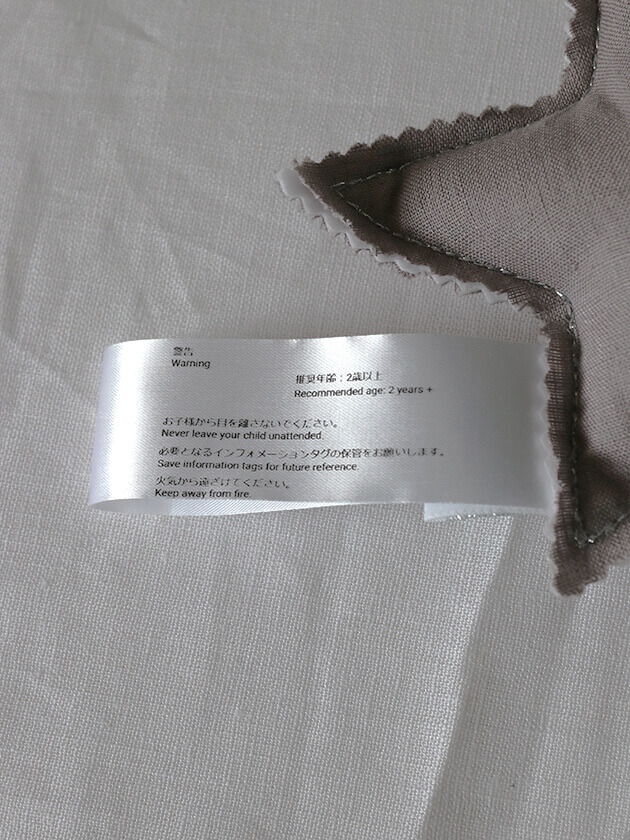 警告
Warning
推奨年齢：2歳以上
Recommended age: 2 years +
お子様から目を離さないでください。
Never leave your child unattended.
必要となるインフォメーションタグの保管をお願いします。
Save information tags for future reference.
火気から遠ざけてください。
Keep away from fire.